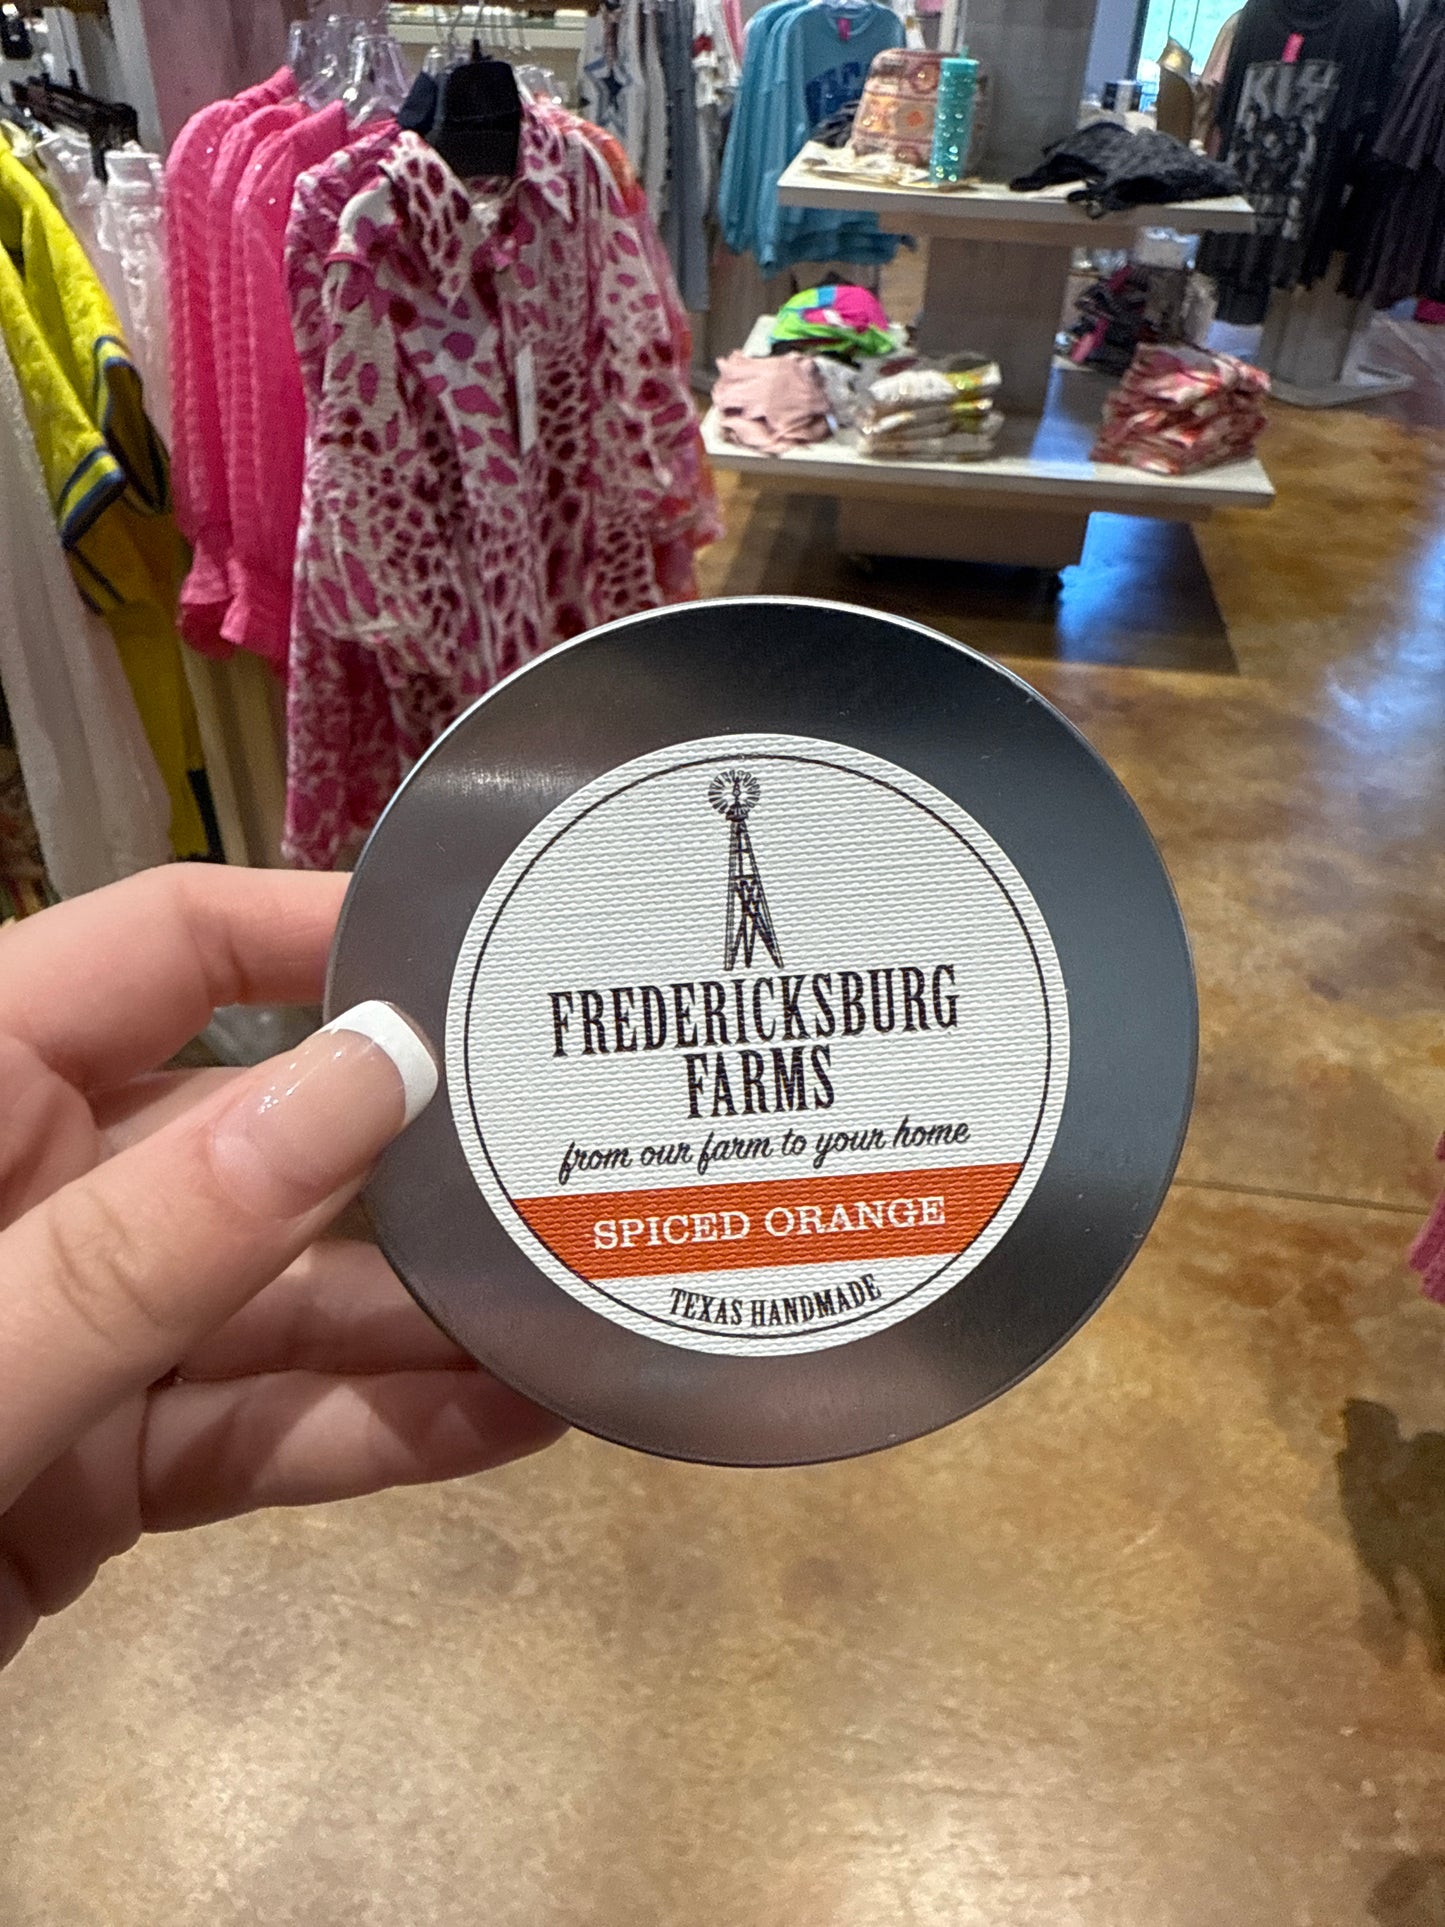 FREDERICKSBURG
FARMS
from our farm to your home
SPICED ORANGE
TEXAS HANDMADE